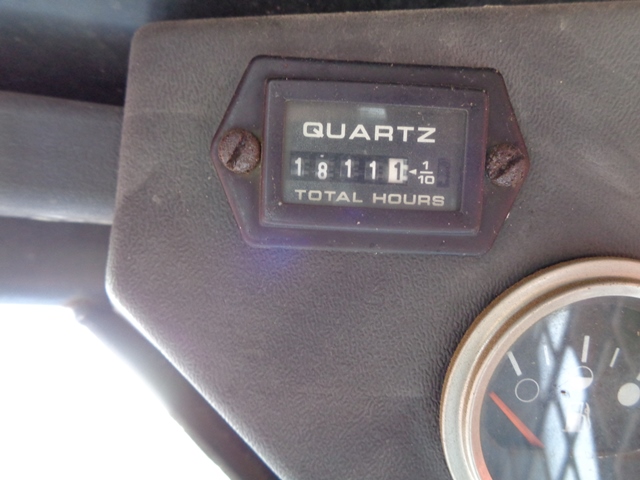 QUARTZ
18111 1/10
TOTAL HOURS